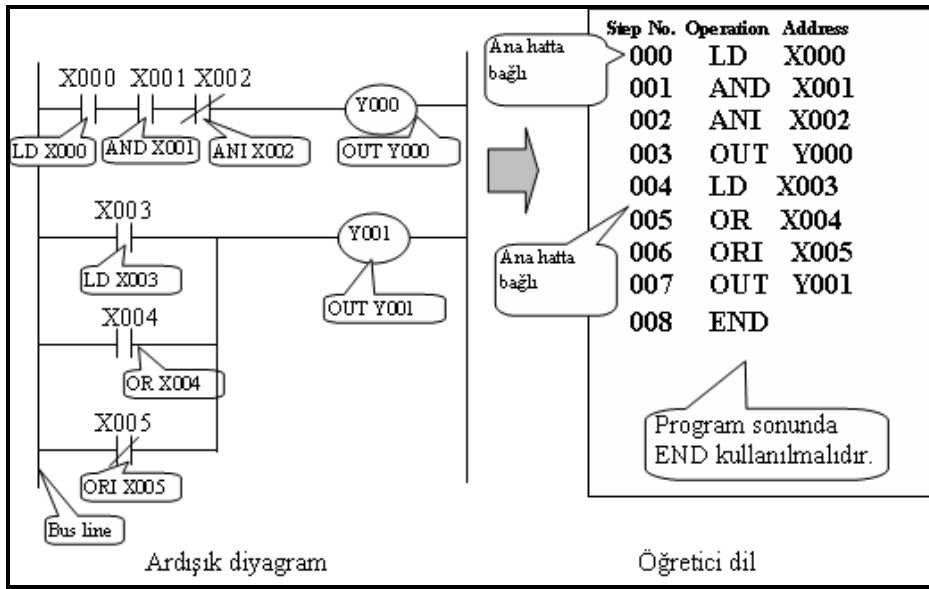 X000 X001 X002
Y000
LD X000
AND X001
ANI X002
OUT Y000
X003
Y001
LD X003
OUT Y001
X004
OR X004
X005
ORI X005
Bus line
Ardışık diyagram
Step No. Operation Address
Ana hatta
bağlı
000 LD X000
001 AND X001
002 ANI X002
003 OUT Y000
004 LD X003
005 OR X004
Ana hatta
bağlı
006 ORI X005
007 OUT Y001
008 END
Program sonunda
END kullanılmalıdır.
Öğretici dil